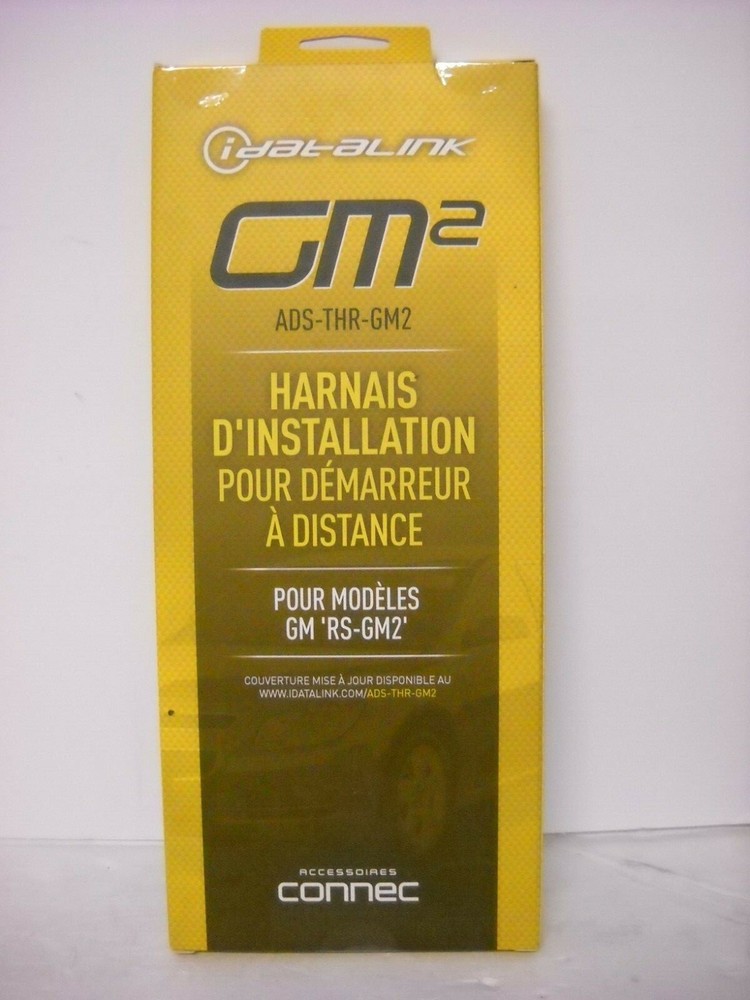 idatalink
GM2
ADS-THR-GM2
HARNAIS
D'INSTALLATION
POUR DÉMARREUR
À DISTANCE
POUR MODÈLES
GM 'RS-GM2'
COUVERTURE MISE À JOUR DISPONIBLE AU
WWW.IDATALINK.COM/ADS-THR-GM2
ACCESSOIRES
connec